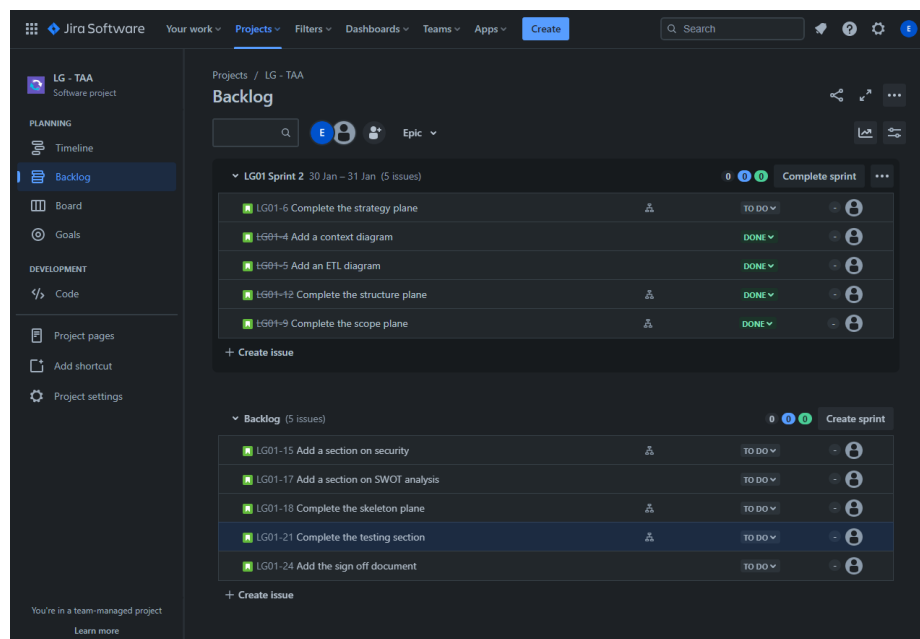 Jira Software Your work Projects Filters Dashboards Teams Apps Create Search E
LG - TAA
Software project
PLANNING
Timeline
Backlog
Board
Goals
DEVELOPMENT
Code
Project pages
Add shortcut
Project settings
You're in a team-managed project
Learn more
Projects / LG - TAA
Backlog
E Epic
LG01 Sprint 2 30 Jan – 31 Jan (5 issues) 0 0 0 Complete sprint
LG01-6 Complete the strategy plane TO DO -
LG01-4 Add a context diagram DONE -
LG01-5 Add an ETL diagram DONE -
LG01-12 Complete the structure plane DONE -
LG01-9 Complete the scope plane DONE -
+ Create issue
Backlog (5 issues) 0 0 0 Create sprint
LG01-15 Add a section on security TO DO -
LG01-17 Add a section on SWOT analysis TO DO -
LG01-18 Complete the skeleton plane TO DO -
LG01-21 Complete the testing section TO DO -
LG01-24 Add the sign off document TO DO -
+ Create issue